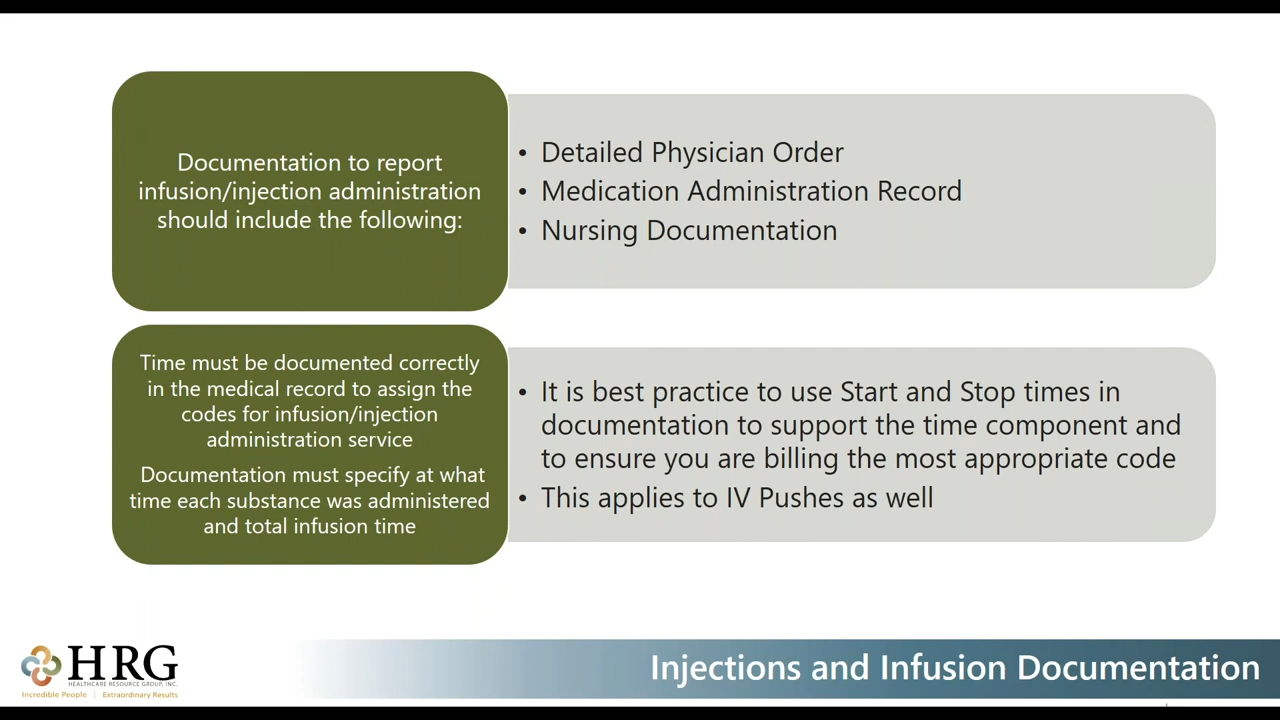 Documentation to report
infusion/injection administration
should include the following:
• Detailed Physician Order
• Medication Administration Record
• Nursing Documentation
Time must be documented correctly
in the medical record to assign the
codes for infusion/injection
administration service
Documentation must specify at what
time each substance was administered
and total infusion time
• It is best practice to use Start and Stop times in
documentation to support the time component and
to ensure you are billing the most appropriate code
• This applies to IV Pushes as well
HRG
HEALTHCARE RESOURCE GROUP, INC.
Incredible People | Extraordinary Results
Injections and Infusion Documentation